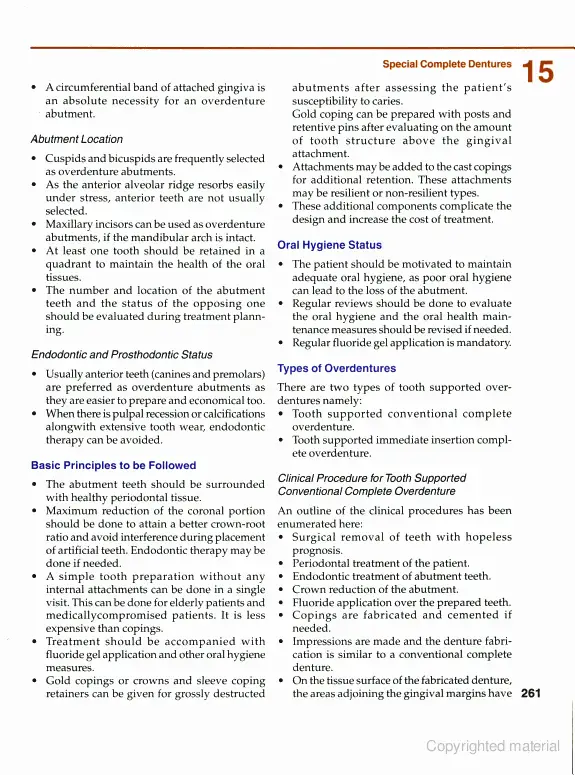 Special Complete Dentures 15
• A circumferential band of attached gingiva is
an absolute necessity for an overdenture
abutment.
Abutment Location
• Cuspids and bicuspids are frequently selected
as overdenture abutments.
• As the anterior alveolar ridge resorbs easily
under stress, anterior teeth are not usually
selected.
• Maxillary incisors can be used as overdenture
abutments, if the mandibular arch is intact.
• At least one tooth should be retained in a
quadrant to maintain the health of the oral
tissues.
• The number and location of the abutment
teeth and the status of the opposing one
should be evaluated during treatment plann-
ing.
Endodontic and Prosthodontic Status
• Usually anterior teeth (canines and premolars)
are preferred as overdenture abutments as
they are easier to prepare and economical too.
• When there is pulpal recession or calcifications
alongwith extensive tooth wear, endodontic
therapy can be avoided.
Basic Principles to be Followed
• The abutment teeth should be surrounded
with healthy periodontal tissue.
• Maximum reduction of the coronal portion
should be done to attain a better crown-root
ratio and avoid interference during placement
of artificial teeth. Endodontic therapy may be
done if needed.
• A simple tooth preparation without any
internal attachments can be done in a single
visit. This can be done for elderly patients and
medicallycompromised patients. It is less
expensive than copings.
• Treatment should be accompanied with
fluoride gel application and other oral hygiene
measures.
• Gold copings or crowns and sleeve coping
retainers can be given for grossly destructed
abutments after assessing the patient's
susceptibility to caries.
Gold coping can be prepared with posts and
retentive pins after evaluating on the amount
of tooth structure above the gingival
attachment.
• Attachments may be added to the cast copings
for additional retention. These attachments
may be resilient or non-resilient types.
• These additional components complicate the
design and increase the cost of treatment.
Oral Hygiene Status
• The patient should be motivated to maintain
adequate oral hygiene, as poor oral hygiene
can lead to the loss of the abutment.
• Regular reviews should be done to evaluate
the oral hygiene and the oral health main-
tenance measures should be revised if needed.
• Regular fluoride gel application is mandatory.
Types of Overdentures
There are two types of tooth supported over-
dentures namely:
• Tooth supported conventional complete
overdenture.
• Tooth supported immediate insertion compl-
ete overdenture.
Clinical Procedure for Tooth Supported
Conventional Complete Overdenture
An outline of the clinical procedures has been
enumerated here:
• Surgical removal of teeth with hopeless
prognosis.
• Periodontal treatment of the patient.
• Endodontic treatment of abutment teeth.
• Crown reduction of the abutment.
• Fluoride application over the prepared teeth.
• Copings are fabricated and cemented if
needed.
• Impressions are made and the denture fabri-
cation is similar to a conventional complete
denture.
• On the tissue surface of the fabricated denture,
the areas adjoining the gingival margins have 261
Copyrighted material